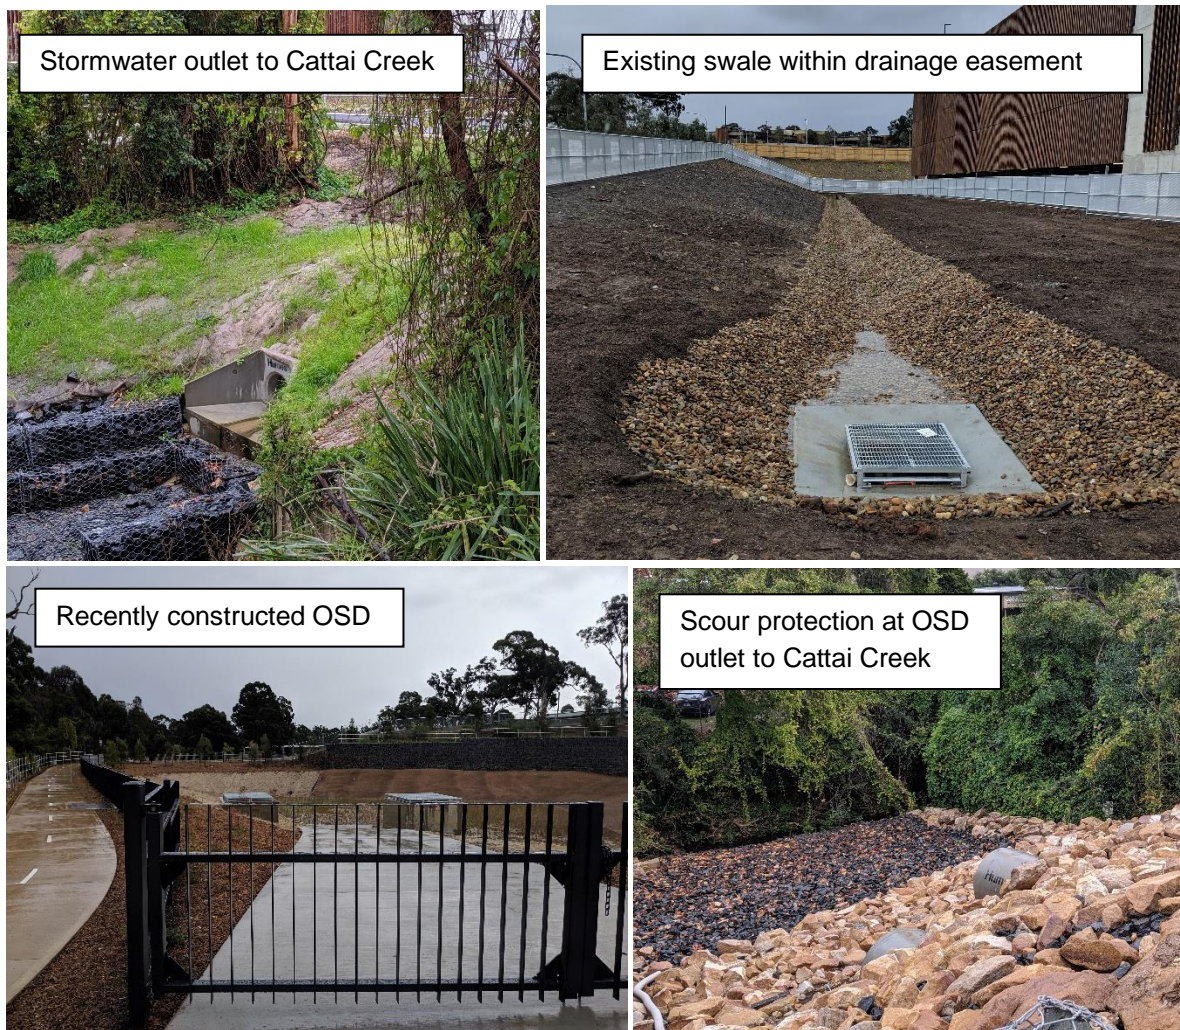 Stormwater outlet to Cattai Creek
Existing swale within drainage easement
Recently constructed OSD
Scour protection at OSD
outlet to Cattai Creek